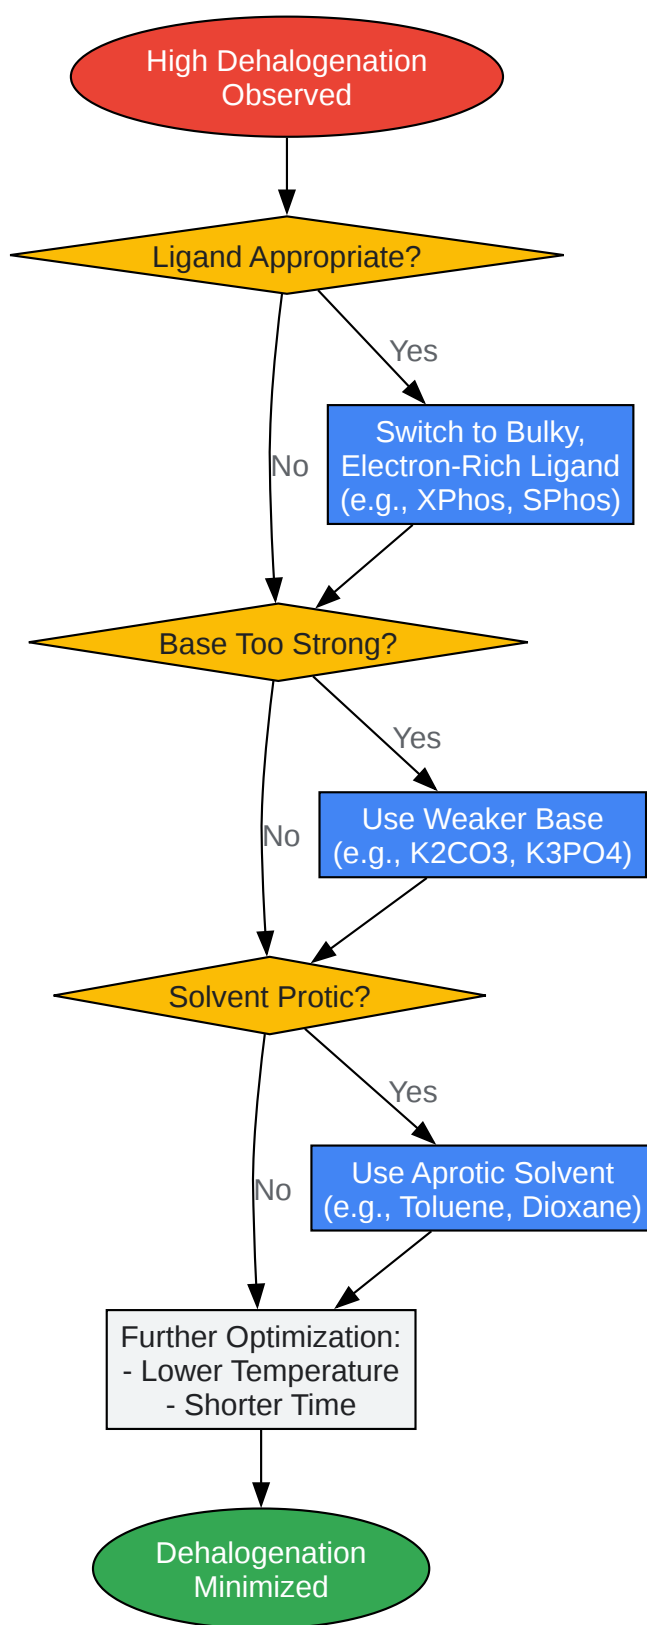 High Dehalogenation
Observed
Ligand Appropriate?
Yes
Switch to Bulky,
Electron-Rich Ligand
(e.g., XPhos, SPhos)
No
Base Too Strong?
Yes
Use Weaker Base
(e.g., K2CO3, K3PO4)
No
Solvent Protic?
Yes
Use Aprotic Solvent
(e.g., Toluene, Dioxane)
No
Further Optimization:
- Lower Temperature
- Shorter Time
Dehalogenation
Minimized